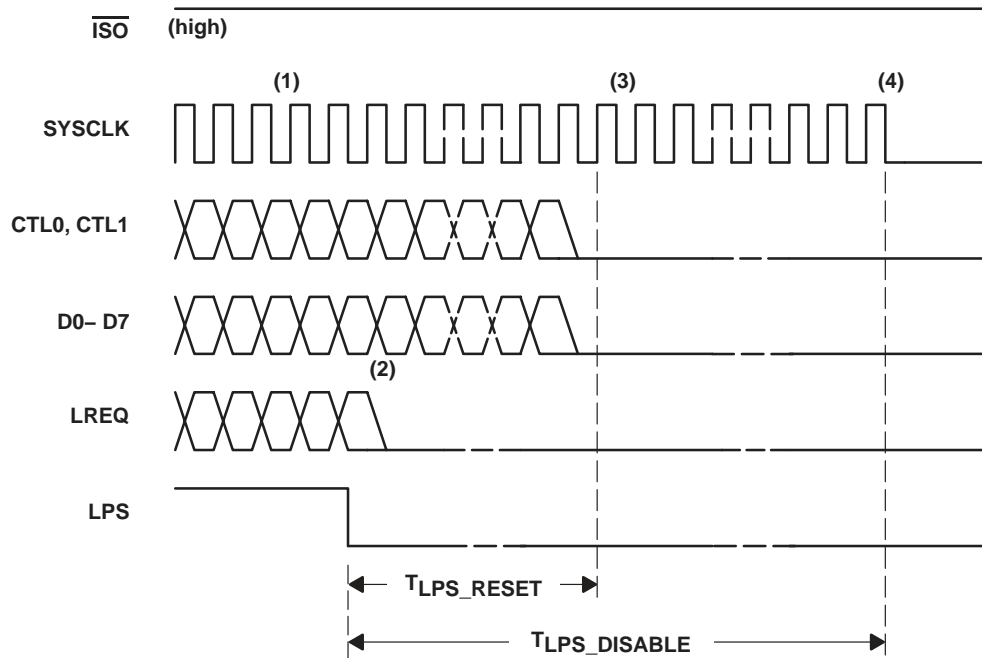 ISO (high)
(1) (3) (4)
SYSCLK
CTL0, CTL1
D0– D7
(2)
LREQ
LPS
TLPS_RESET
TLPS_DISABLE